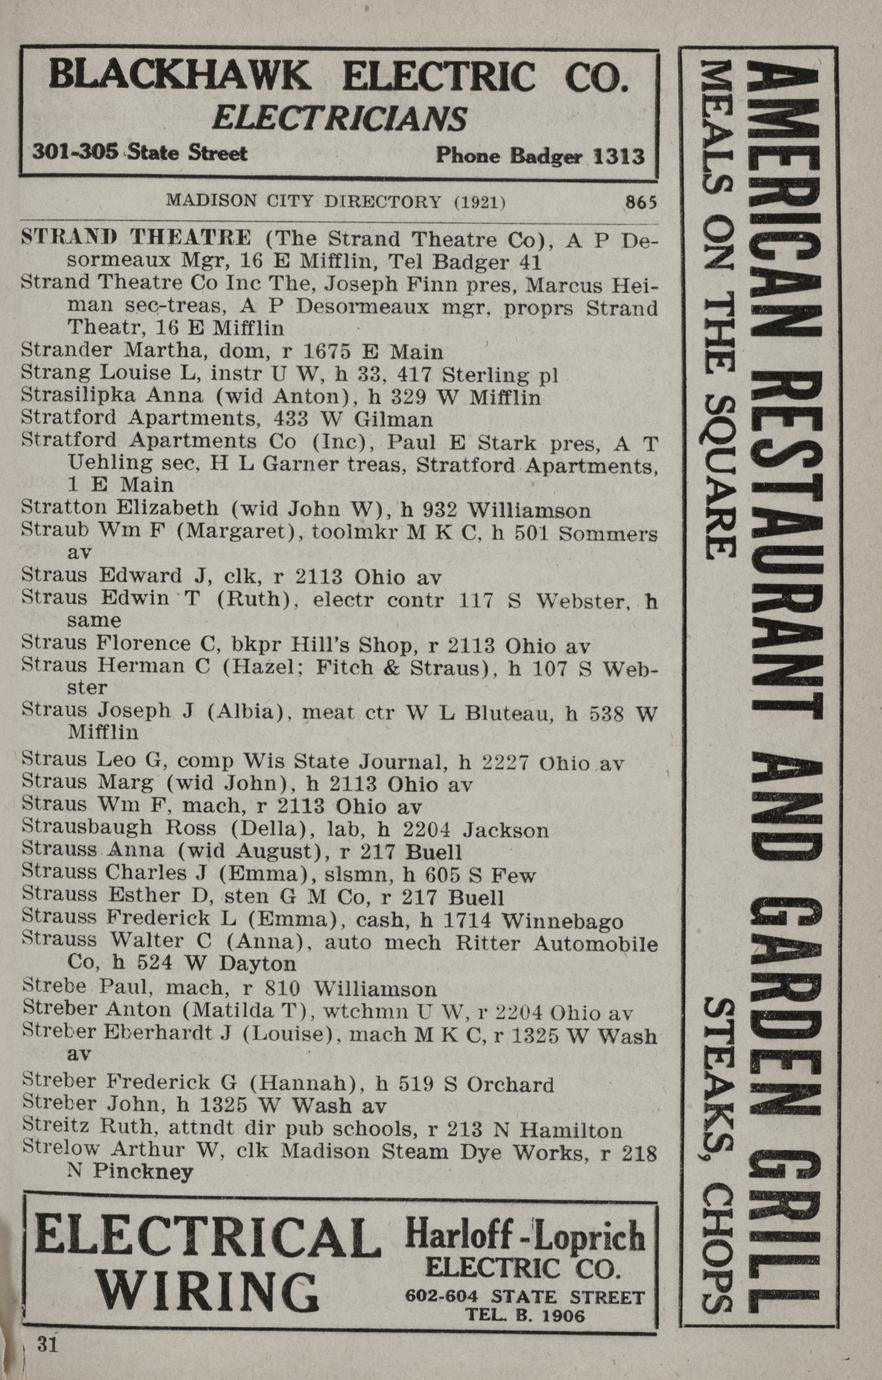 BLACKHAWK ELECTRIC CO.
ELECTRICIANS
301-305 State Street Phone Badger 1313
MADISON CITY DIRECTORY (1921) 865
STRAND THEATRE (The Strand Theatre Co), A P De-
sormeaux Mgr, 16 E Mifflin, Tel Badger 41
Strand Theatre Co Inc The, Joseph Finn pres, Marcus Hei-
man sec-treas, A P Desormeaux mgr, proprs Strand
Theatr, 16 E Mifflin
Strander Martha, dom, r 1675 E Main
Strang Louise L, instr U W, h 33, 417 Sterling pl
Strasilipka Anna (wid Anton), h 329 W Mifflin
Stratford Apartments, 433 W Gilman
Stratford Apartments Co (Inc), Paul E Stark pres, A T
Uehling sec, H L Garner treas, Stratford Apartments,
1 E Main
Stratton Elizabeth (wid John W), h 932 Williamson
Straub Wm F (Margaret), toolmkr M K C, h 501 Sommers
av
Straus Edward J, clk, r 2113 Ohio av
Straus Edwin T (Ruth), electr contr 117 S Webster, h
same
Straus Florence C, bkpr Hill's Shop, r 2113 Ohio av
Straus Herman C (Hazel; Fitch & Straus), h 107 S Web-
ster
Straus Joseph J (Albia), meat ctr W L Bluteau, h 538 W
Mifflin
Straus Leo G, comp Wis State Journal, h 2227 Ohio av
Straus Marg (wid John), h 2113 Ohio av
Straus Wm F, mach, r 2113 Ohio av
Strausbaugh Ross (Della), lab, h 2204 Jackson
Strauss Anna (wid August), r 217 Buell
Strauss Charles J (Emma), slsmn, h 605 S Few
Strauss Esther D, sten G M Co, r 217 Buell
Strauss Frederick L (Emma), cash, h 1714 Winnebago
Strauss Walter C (Anna), auto mech Ritter Automobile
Co, h 524 W Dayton
Strebe Paul, mach, r 810 Williamson
Streber Anton (Matilda T), wtchmn U W, r 2204 Ohio av
Streber Eberhardt J (Louise), mach M K C, r 1325 W Wash
av
Streber Frederick G (Hannah), h 519 S Orchard
Streber John, h 1325 W Wash av
Streitz Ruth, attndt dir pub schools, r 213 N Hamilton
Strelow Arthur W, clk Madison Steam Dye Works, r 218
N Pinckney
ELECTRICAL
WIRING
Harloff-Loprich
ELECTRIC CO.
602-604 STATE STREET
TEL. B. 1906
31
AMERICAN RESTAURANT AND GARDEN GRILL
MEALS ON THE SQUARE STEAKS, CHOPS